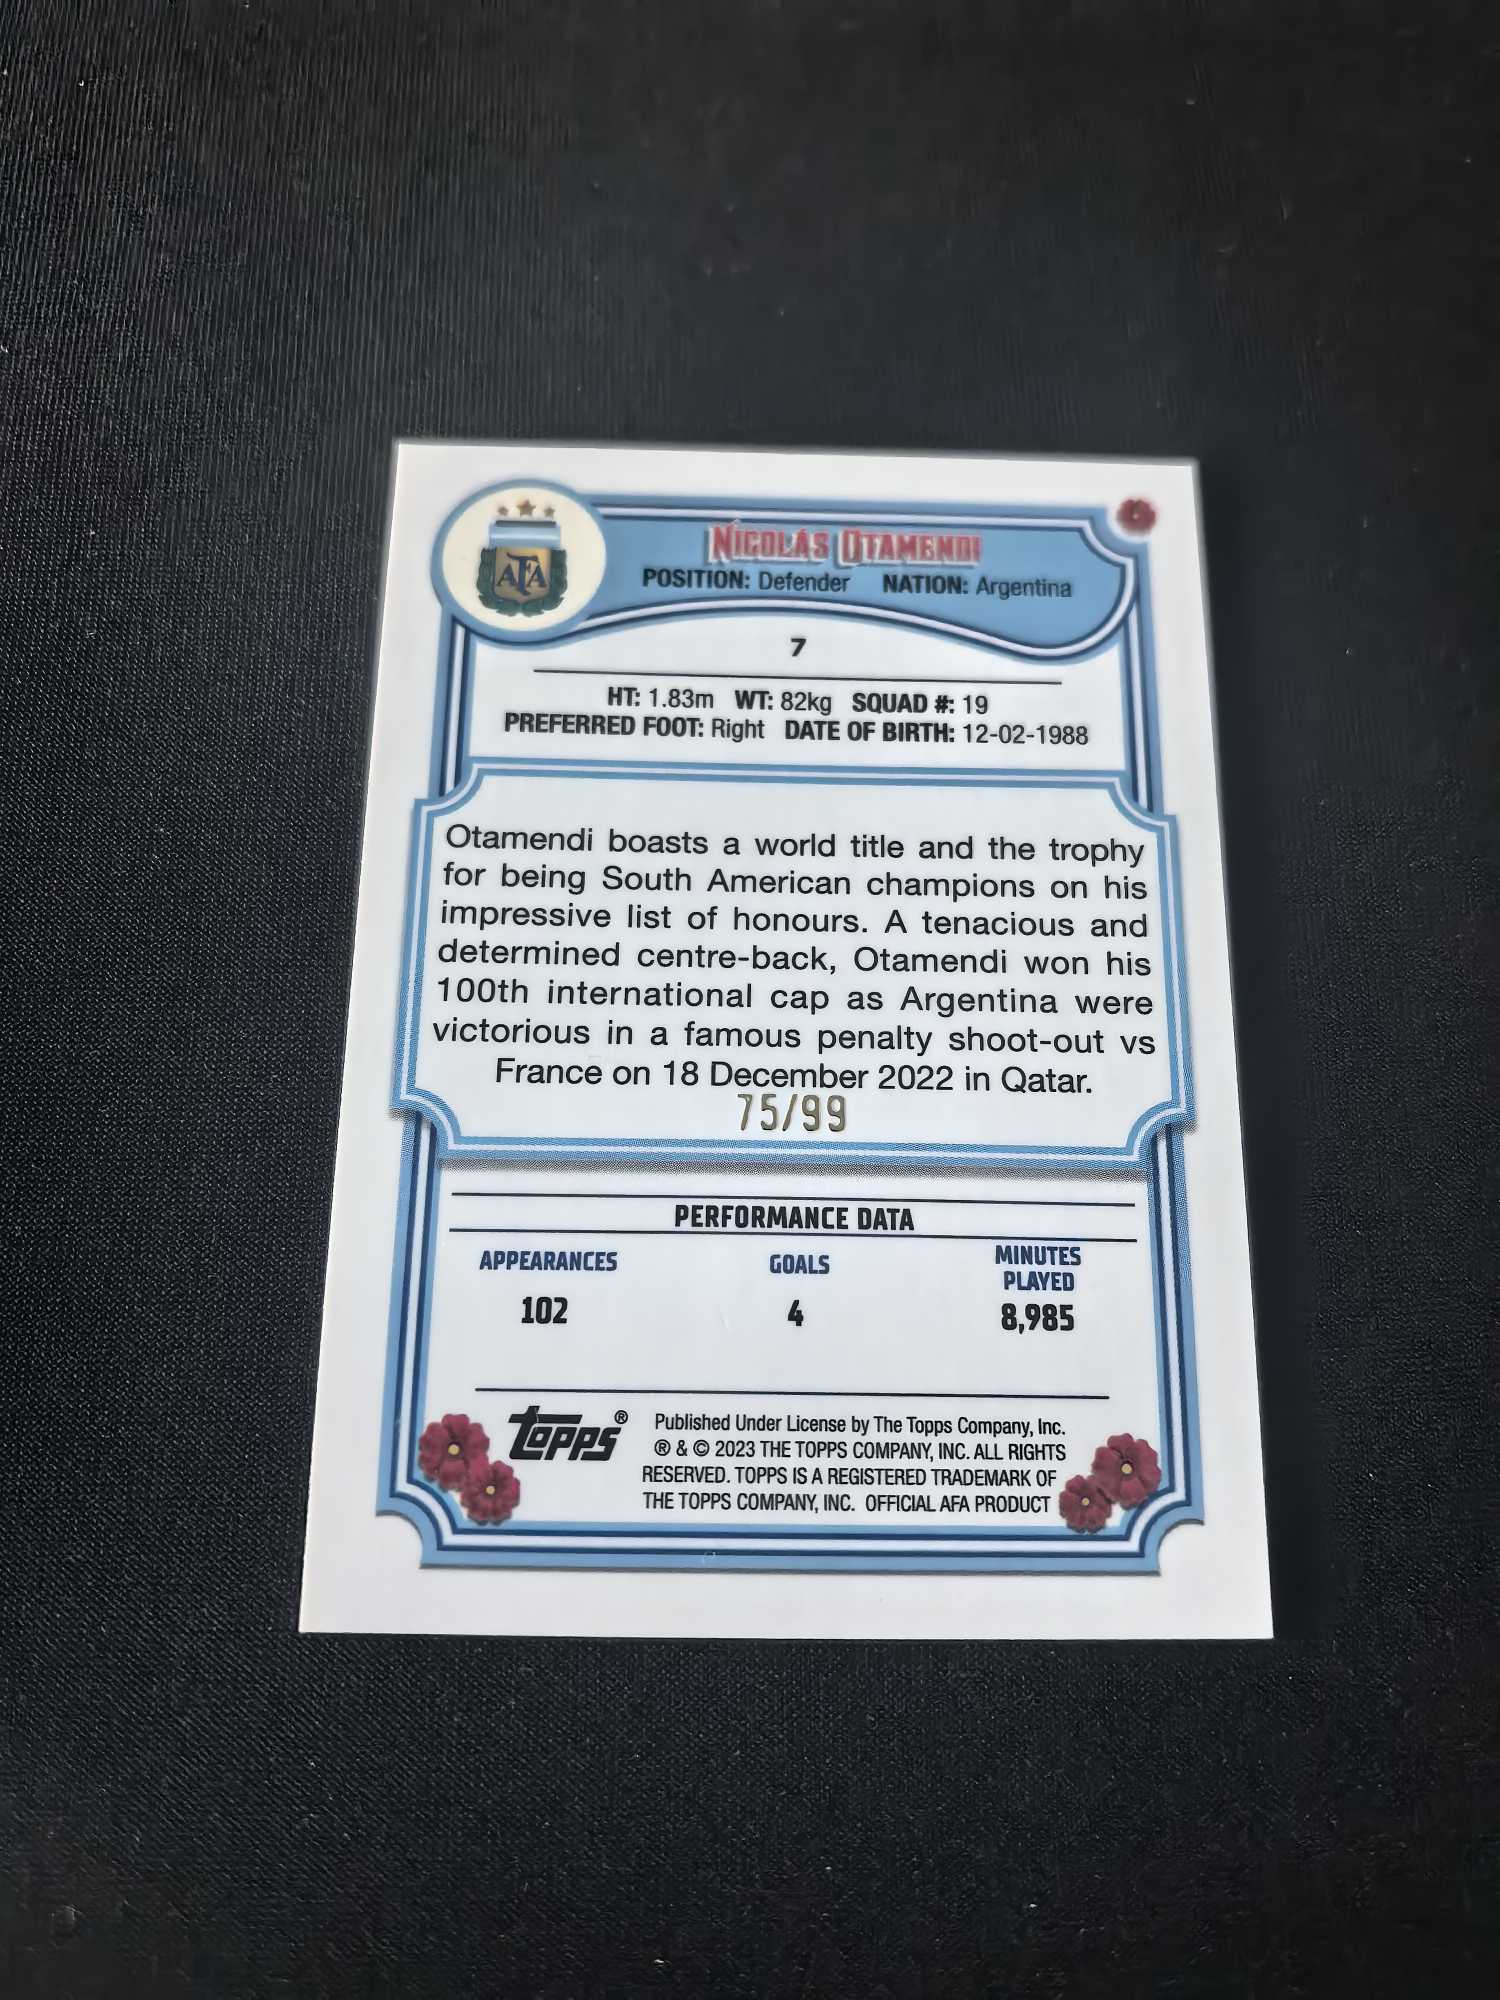 AFA
NICOLÁS OTAMENDI
POSITION: Defender NATION: Argentina
7
HT: 1.83m WT: 82kg SQUAD #: 19
PREFERRED FOOT: Right DATE OF BIRTH: 12-02-1988
Otamendi boasts a world title and the trophy
for being South American champions on his
impressive list of honours. A tenacious and
determined centre-back, Otamendi won his
100th international cap as Argentina were
victorious in a famous penalty shoot-out vs
France on 18 December 2022 in Qatar.
75/99
PERFORMANCE DATA
APPEARANCES GOALS MINUTES
PLAYED
102 4 8,985
topps® Published Under License by The Topps Company, Inc.
® & © 2023 THE TOPPS COMPANY, INC. ALL RIGHTS
RESERVED. TOPPS IS A REGISTERED TRADEMARK OF
THE TOPPS COMPANY, INC. OFFICIAL AFA PRODUCT